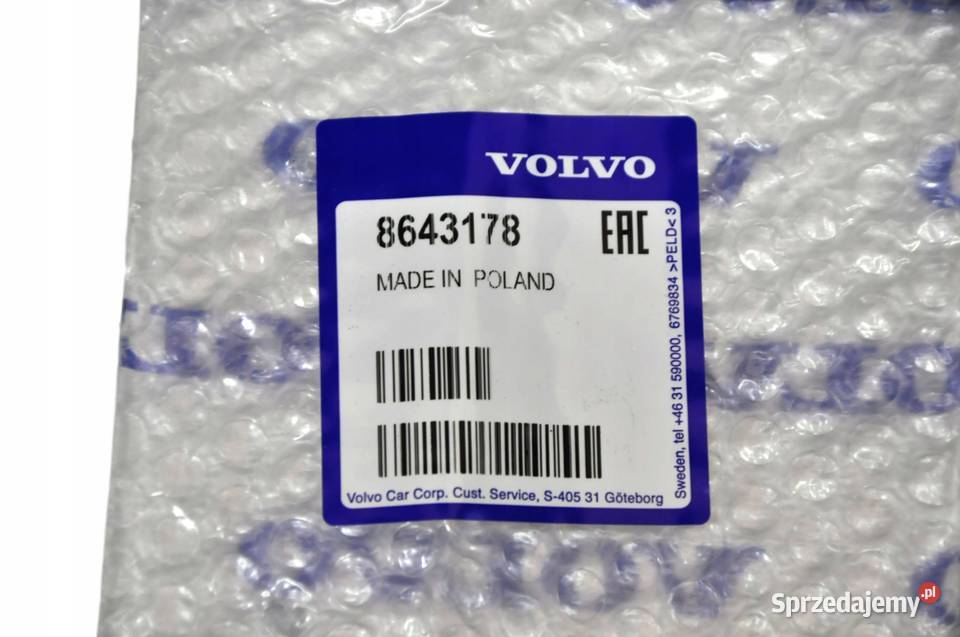 VOLVO
8643178
EAC
MADE IN POLAND
Volvo Car Corp. Cust. Service, S-405 31 Göteborg
Sweden, tel +46 31 590000, 6769834 >PELD< 3
Sprzedajemy.pl